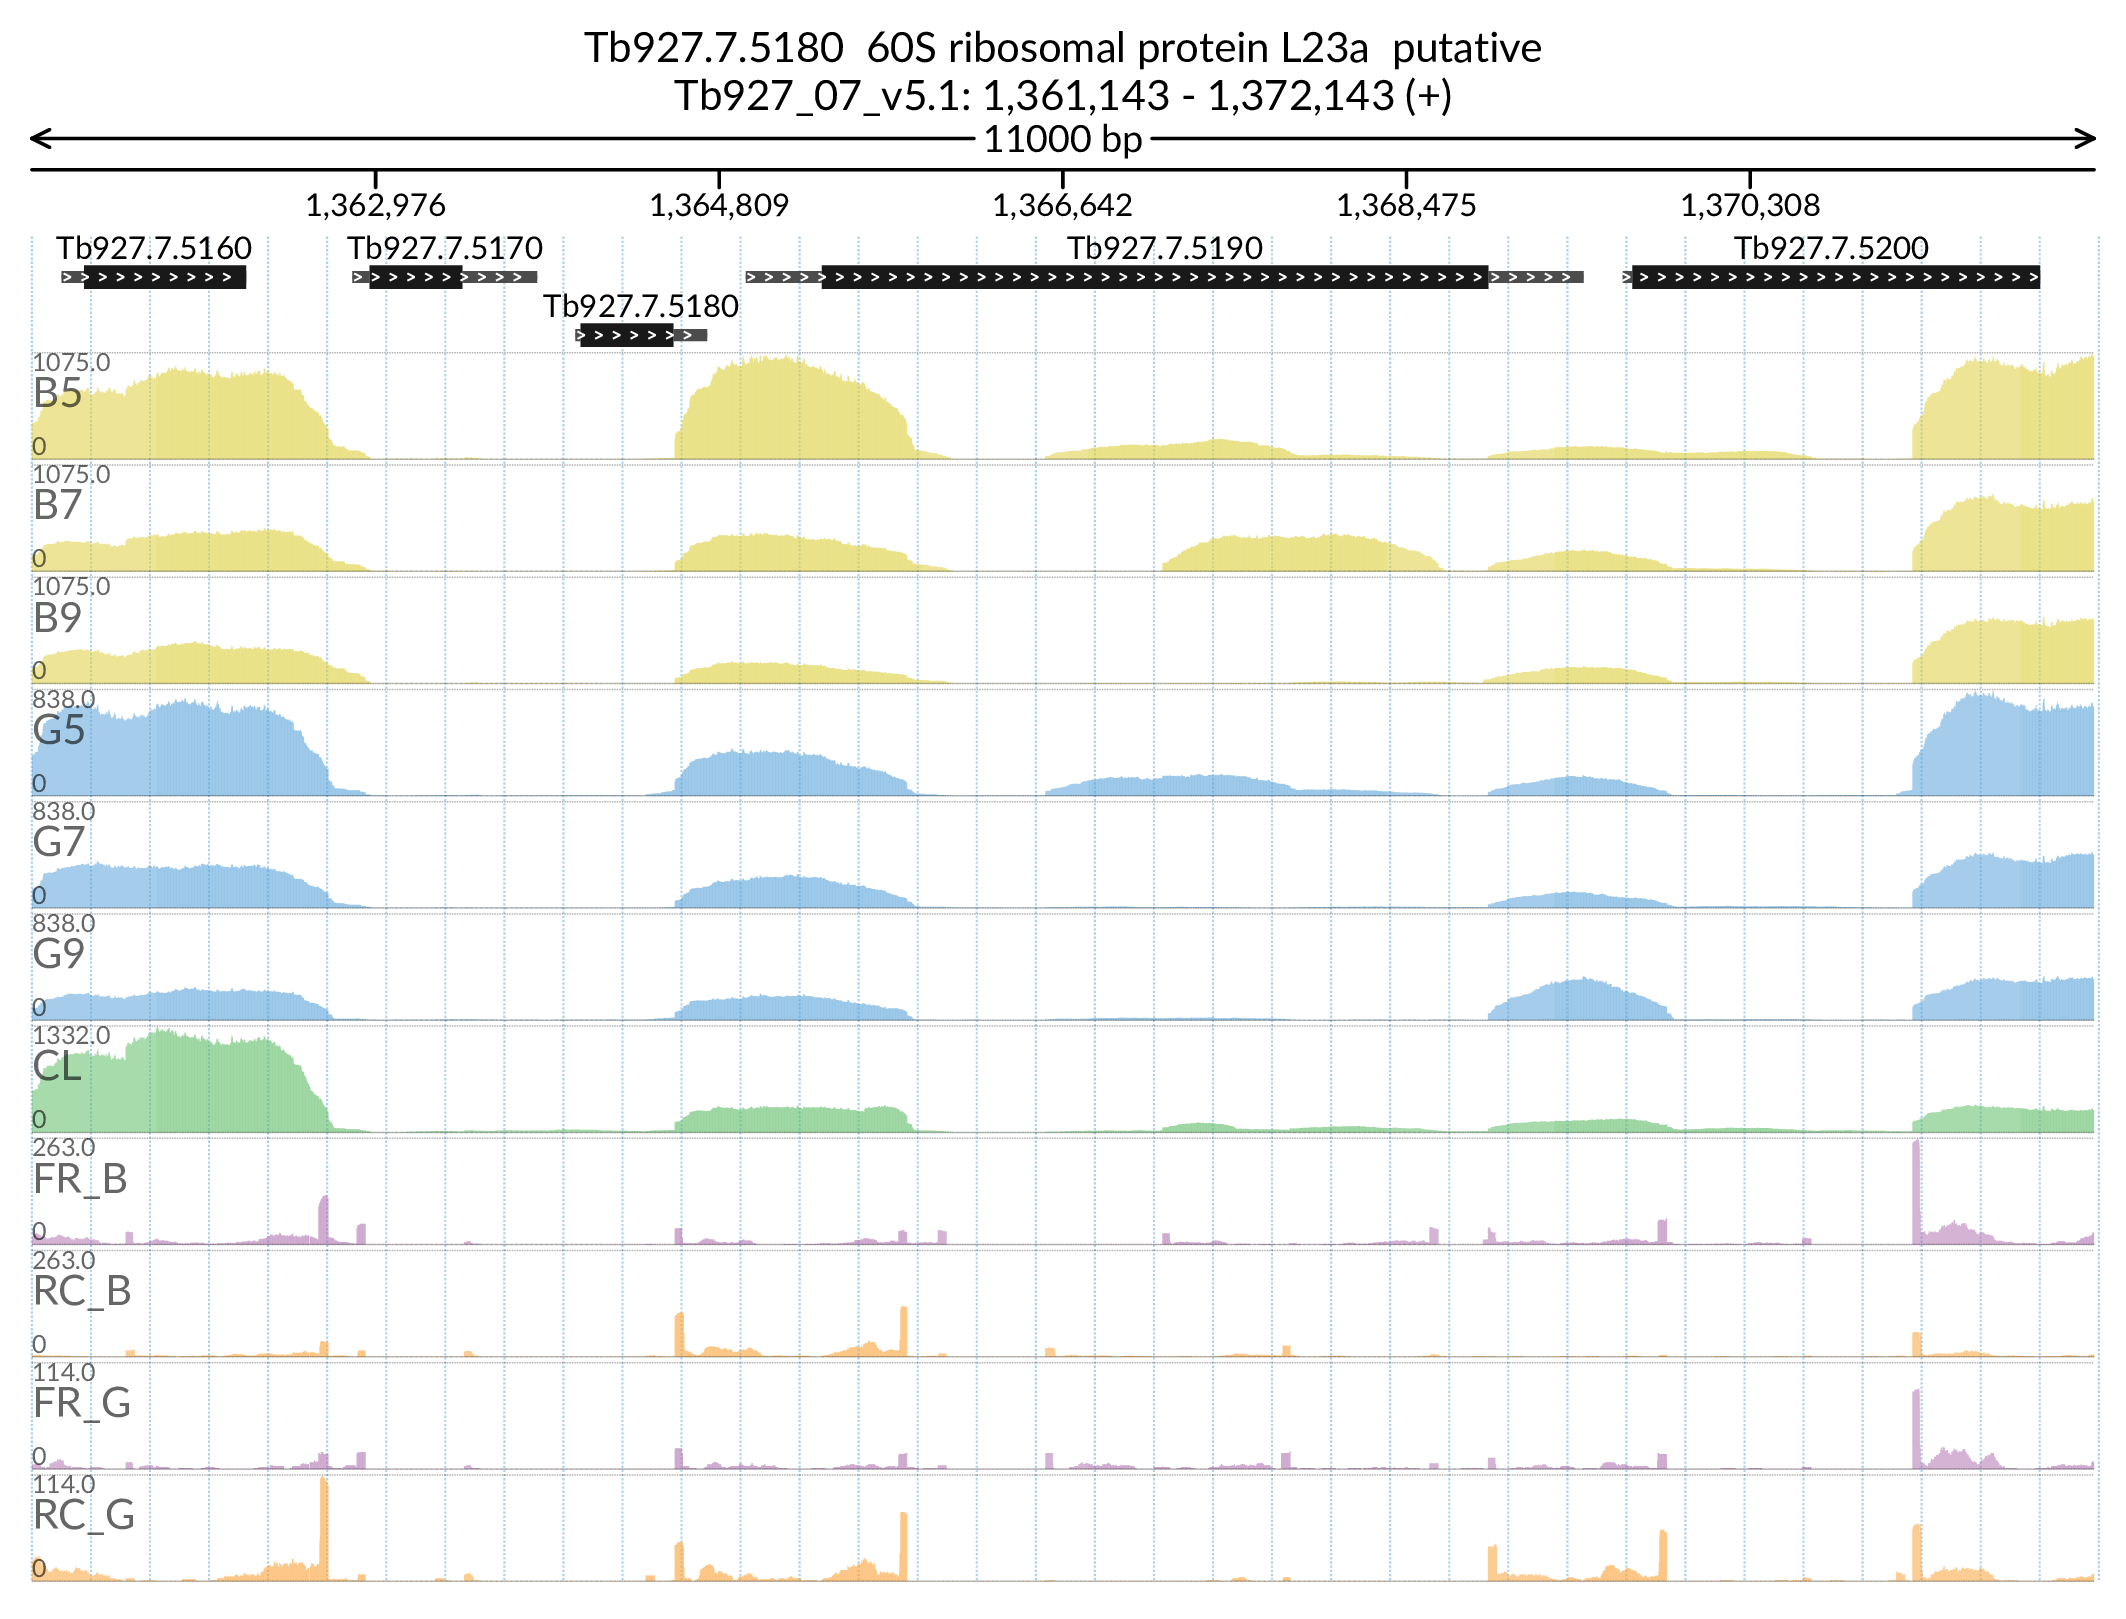 Tb927.7.5180  60S ribosomal protein L23a  putative
Tb927_07_v5.1: 1,361,143 - 1,372,143 (+)
11000 bp
1,362,976 1,364,809 1,366,642 1,368,475 1,370,308
Tb927.7.5160 Tb927.7.5170 Tb927.7.5190 Tb927.7.5200
Tb927.7.5180
1075.0
B5
0
1075.0
B7
0
1075.0
B9
0
838.0
G5
0
838.0
G7
0
838.0
G9
0
1332.0
CL
0
263.0
FR_B
0
263.0
RC_B
0
114.0
FR_G
0
114.0
RC_G
0